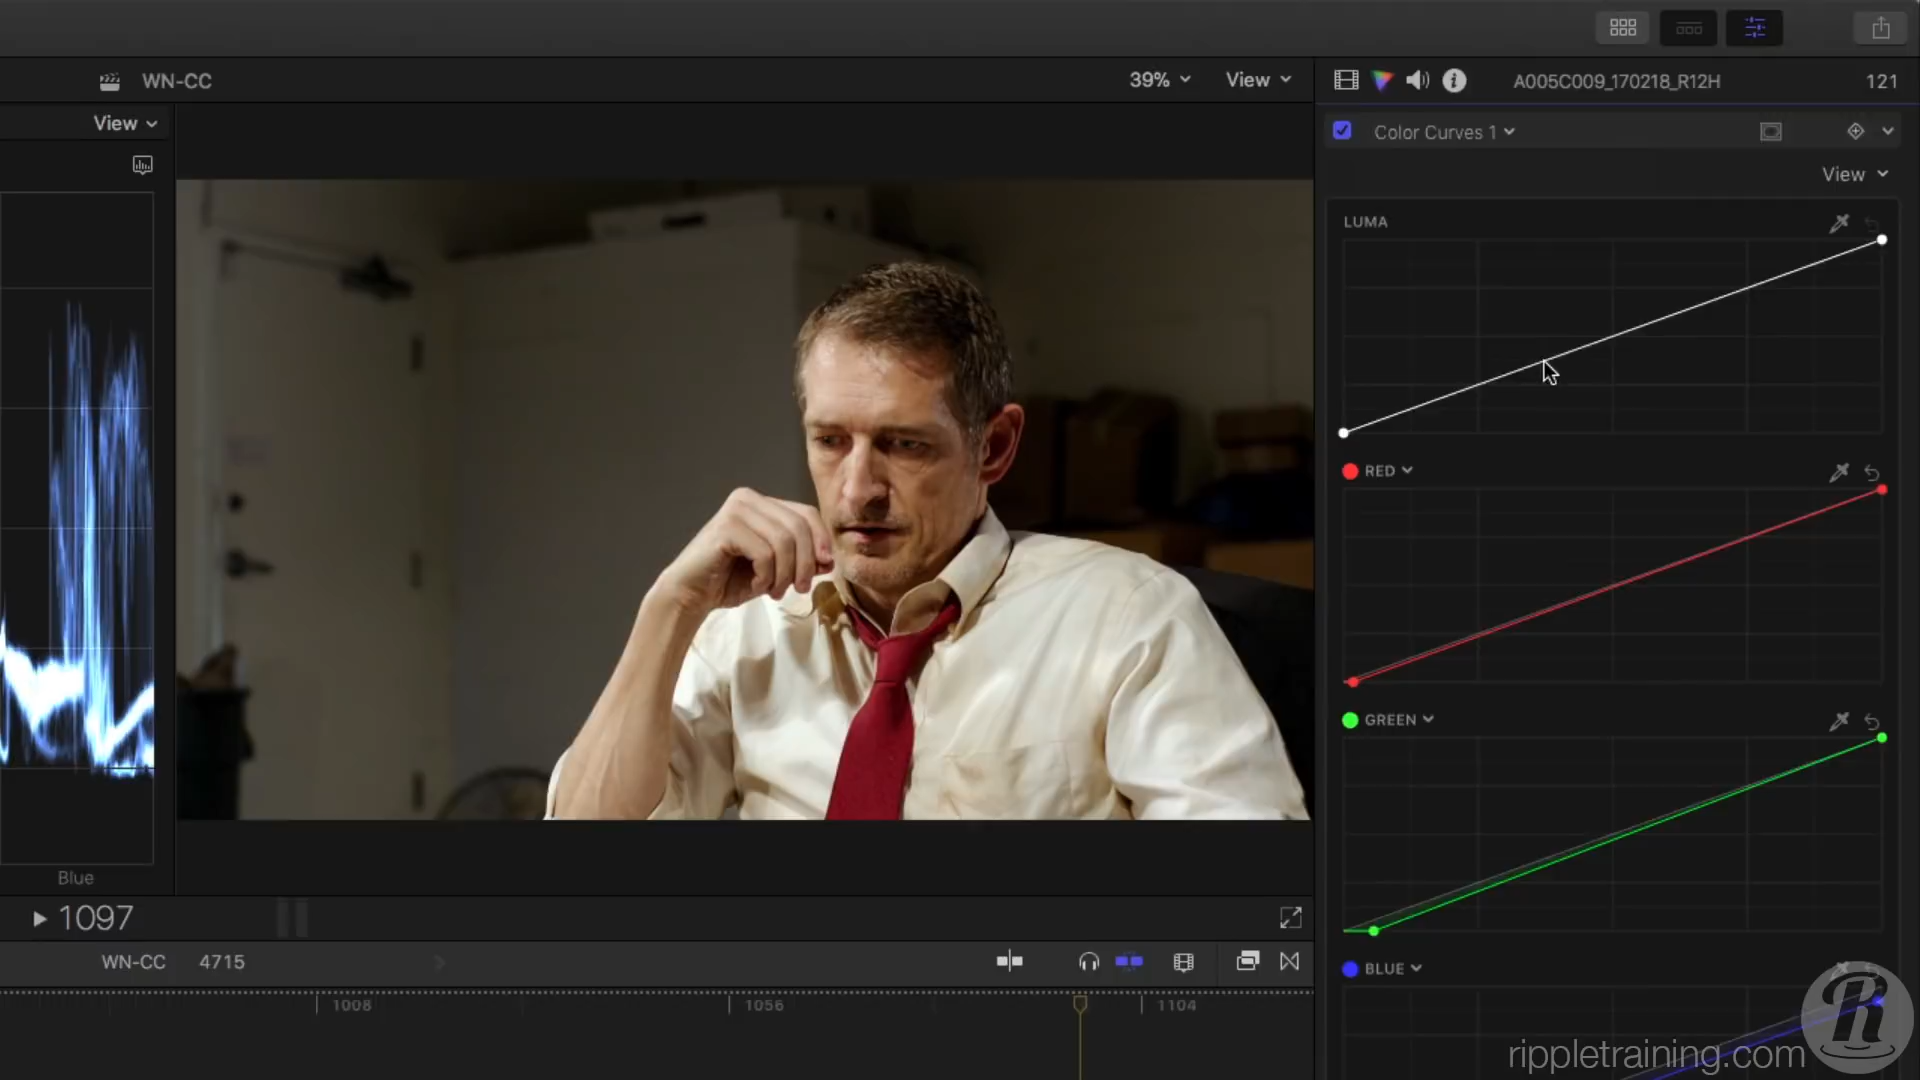 WN-CC
39%
View
A005C009_170218_R12H
121
View
Color Curves 1
View
LUMA
RED
GREEN
BLUE
Blue
1097
WN-CC
4715
1008
1056
1104
R
rippletraining.com